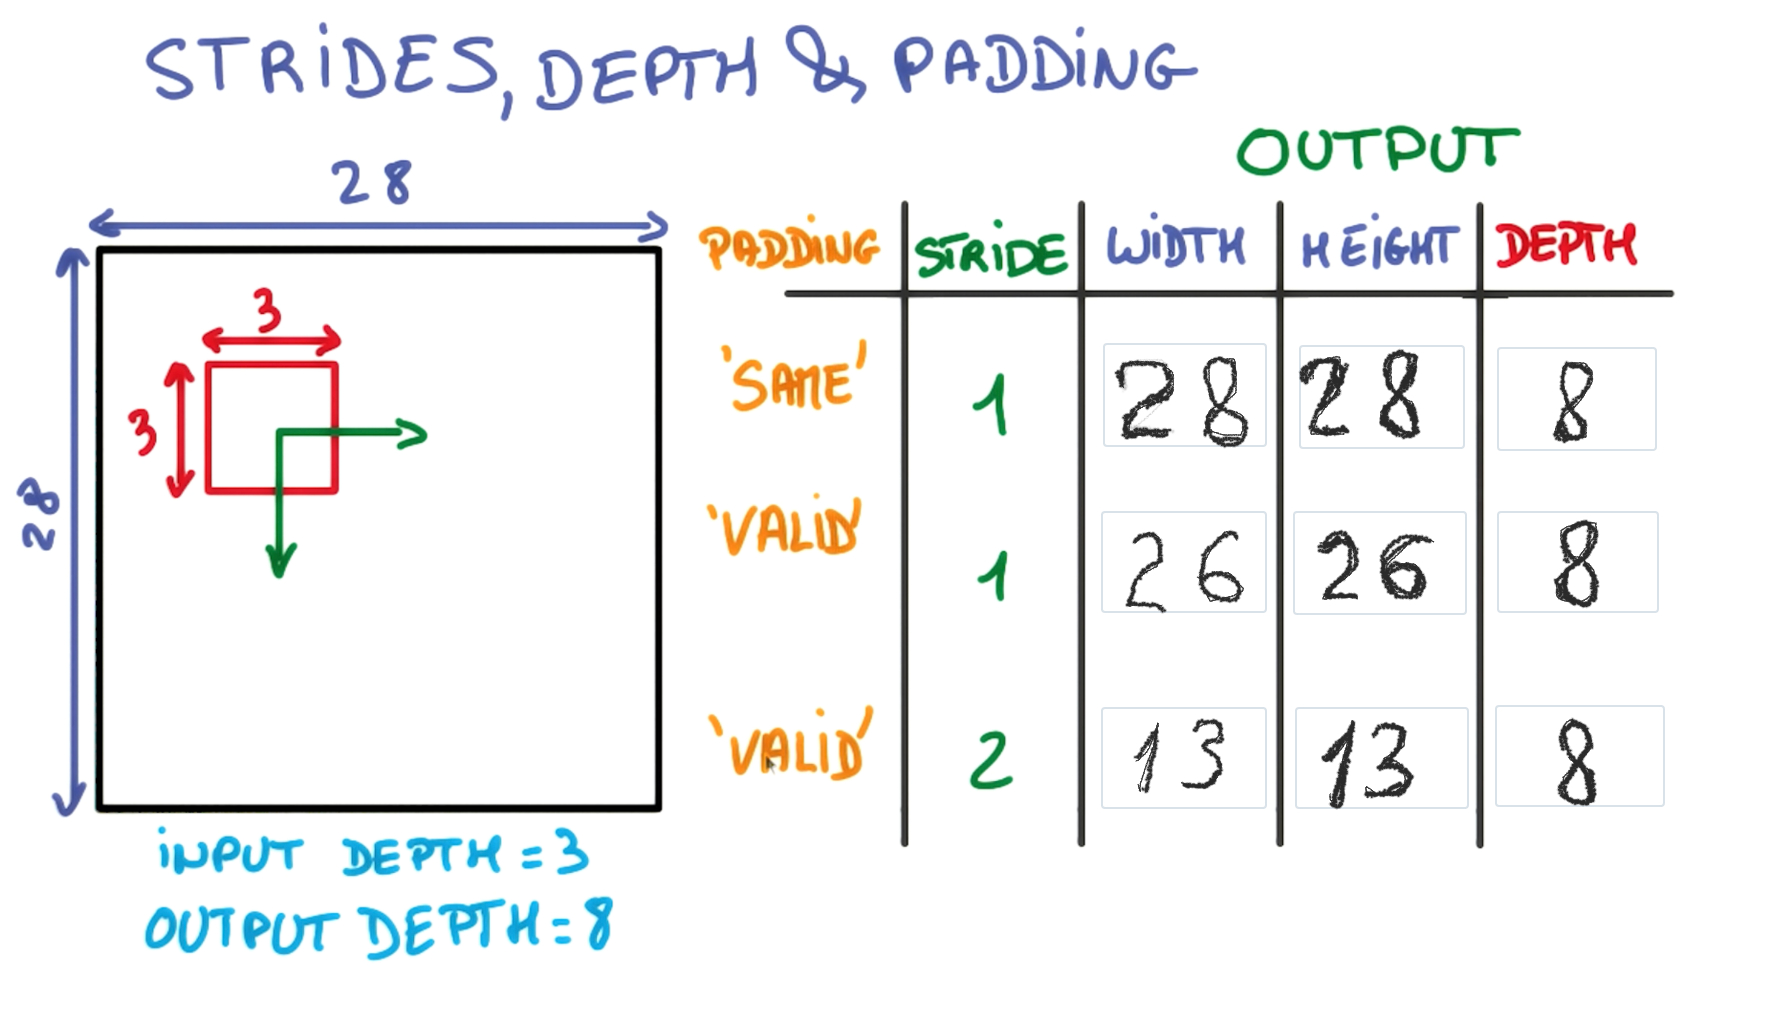 STRIDES, DEPTH & PADDING
OUTPUT
28
28
3
3
INPUT DEPTH = 3
OUTPUT DEPTH = 8
PADDING STRIDE WIDTH HEIGHT DEPTH
'SAME' 1 28 28 8
'VALID' 1 26 26 8
'VALID' 2 13 13 8